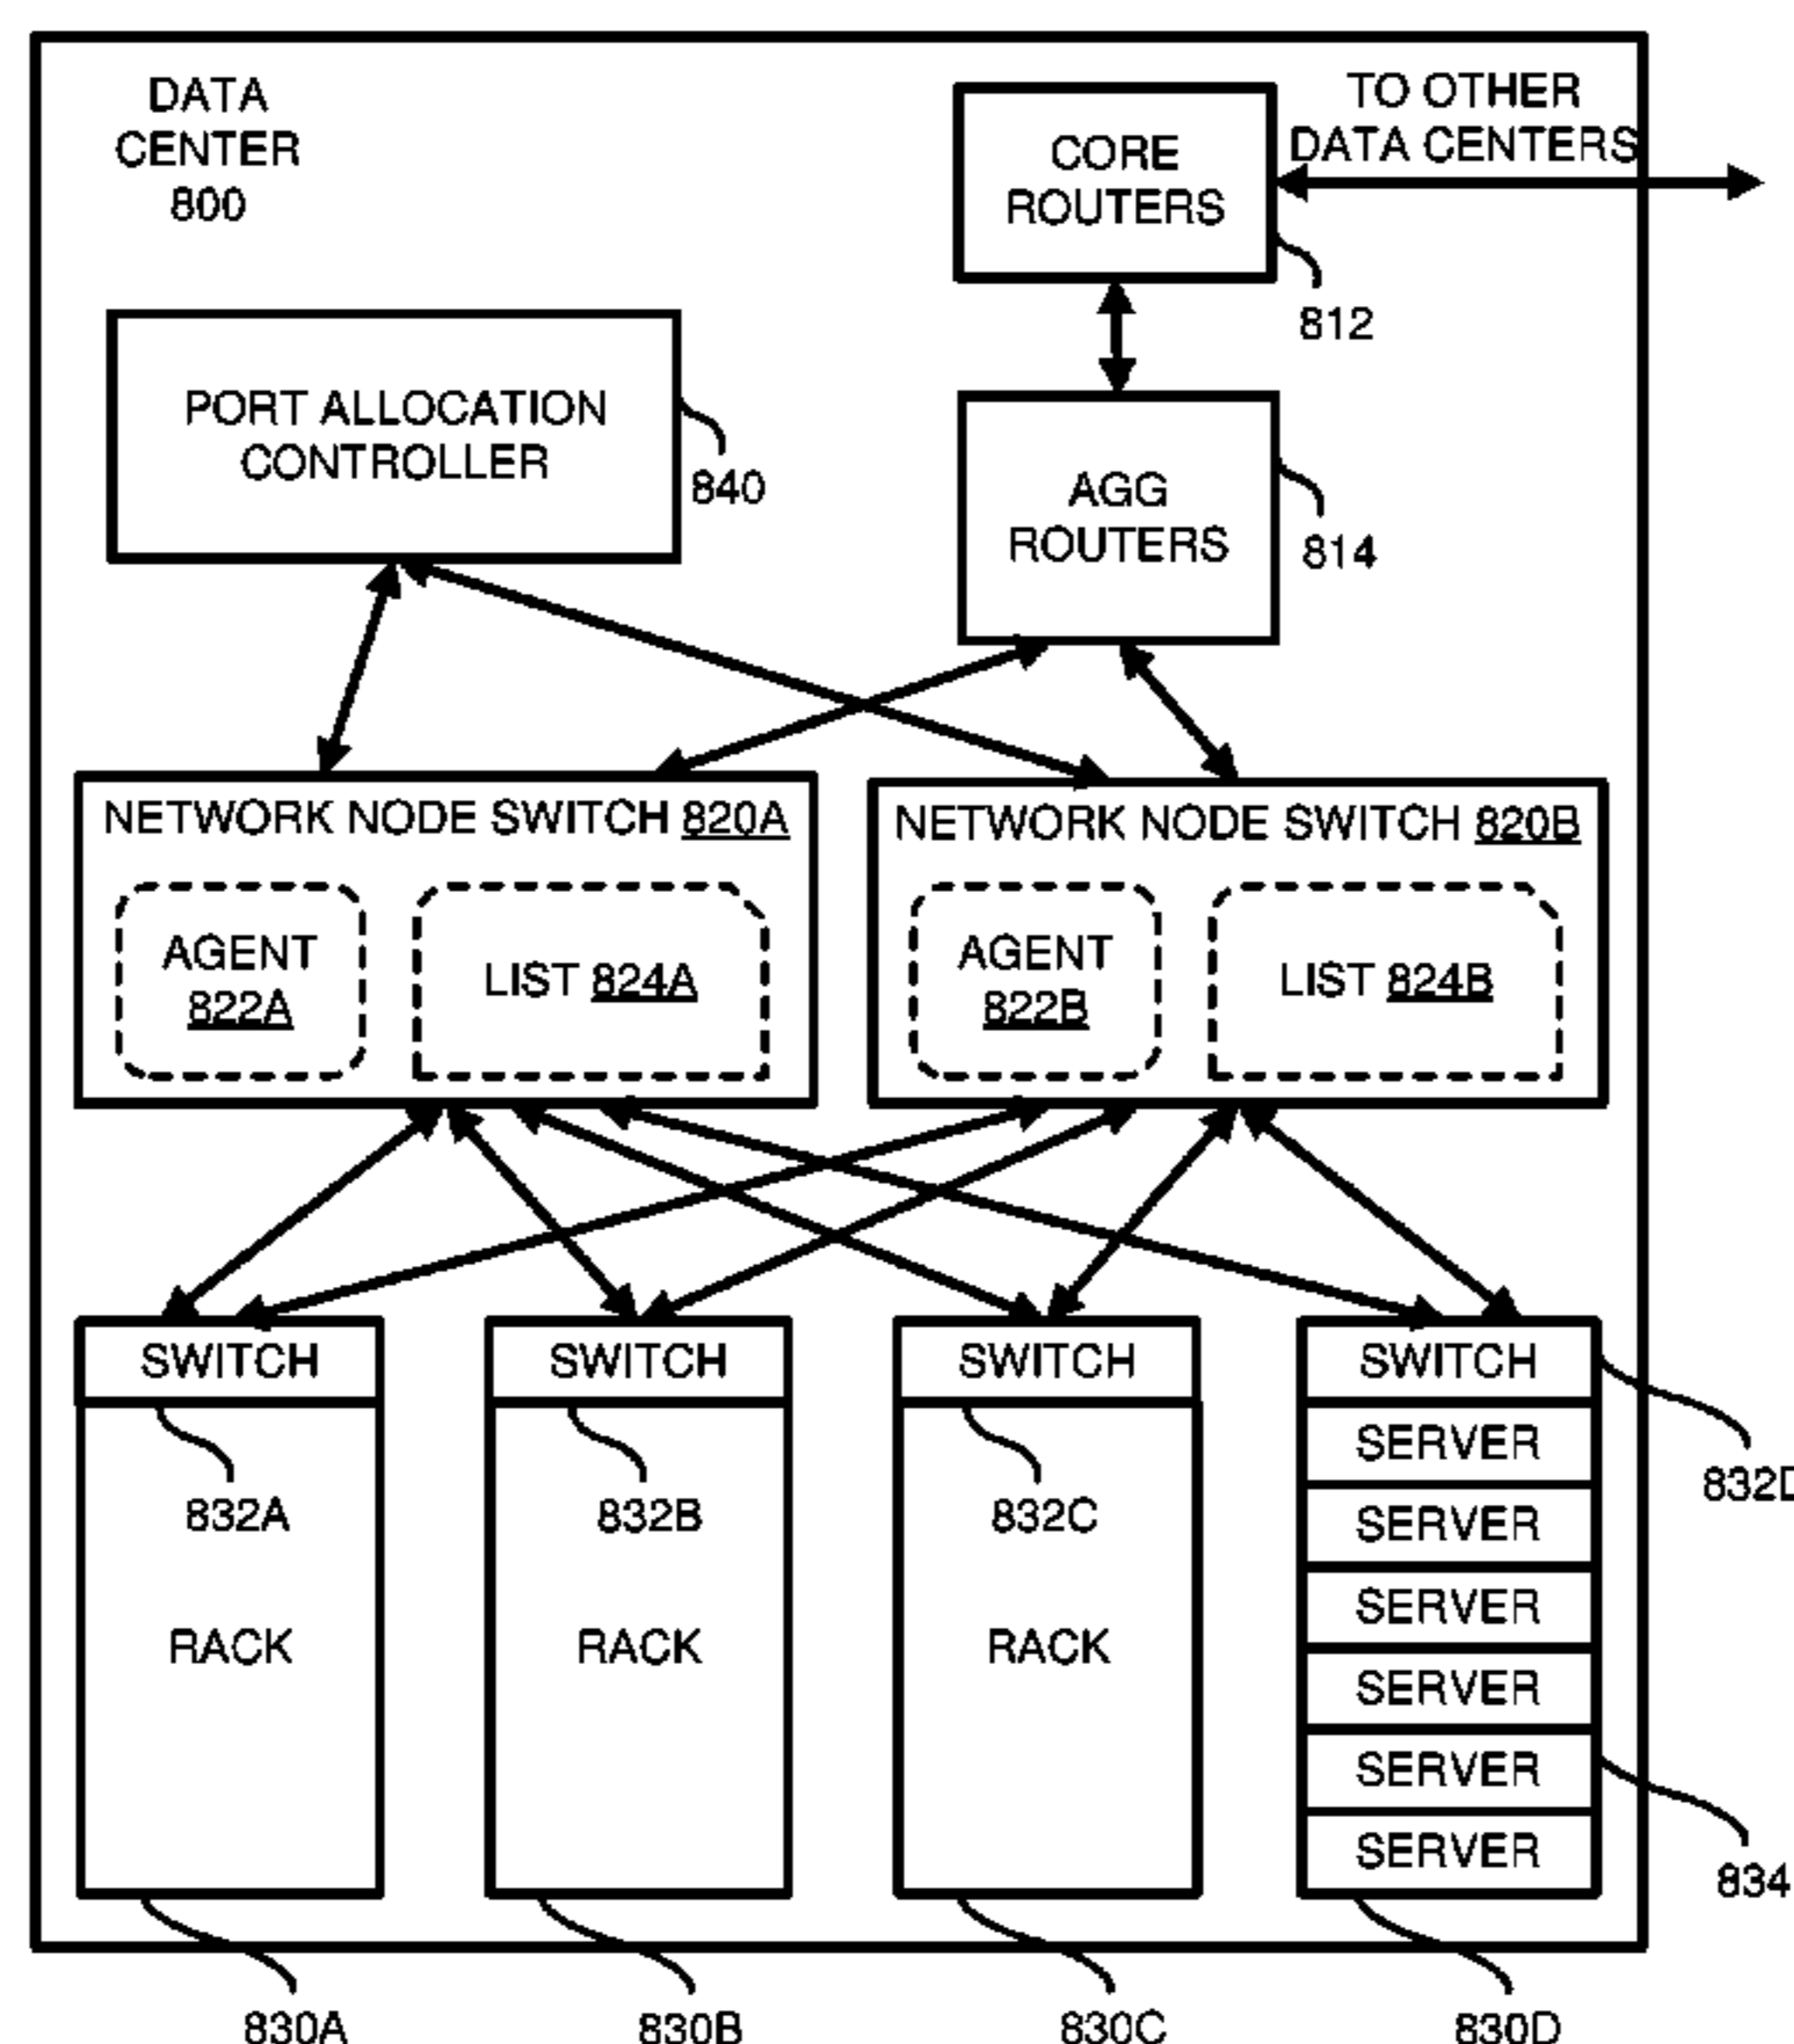 DATA
CENTER
800
CORE
ROUTERS
812
TO OTHER
DATA CENTERS
PORT ALLOCATION
CONTROLLER
840
AGG
ROUTERS
814
NETWORK NODE SWITCH 820A
AGENT
822A
LIST 824A
NETWORK NODE SWITCH 820B
AGENT
822B
LIST 824B
SWITCH
832A
RACK
SWITCH
832B
RACK
SWITCH
832C
RACK
SWITCH
832D
SERVER
SERVER
SERVER
SERVER
SERVER
SERVER
834
830A
830B
830C
830D